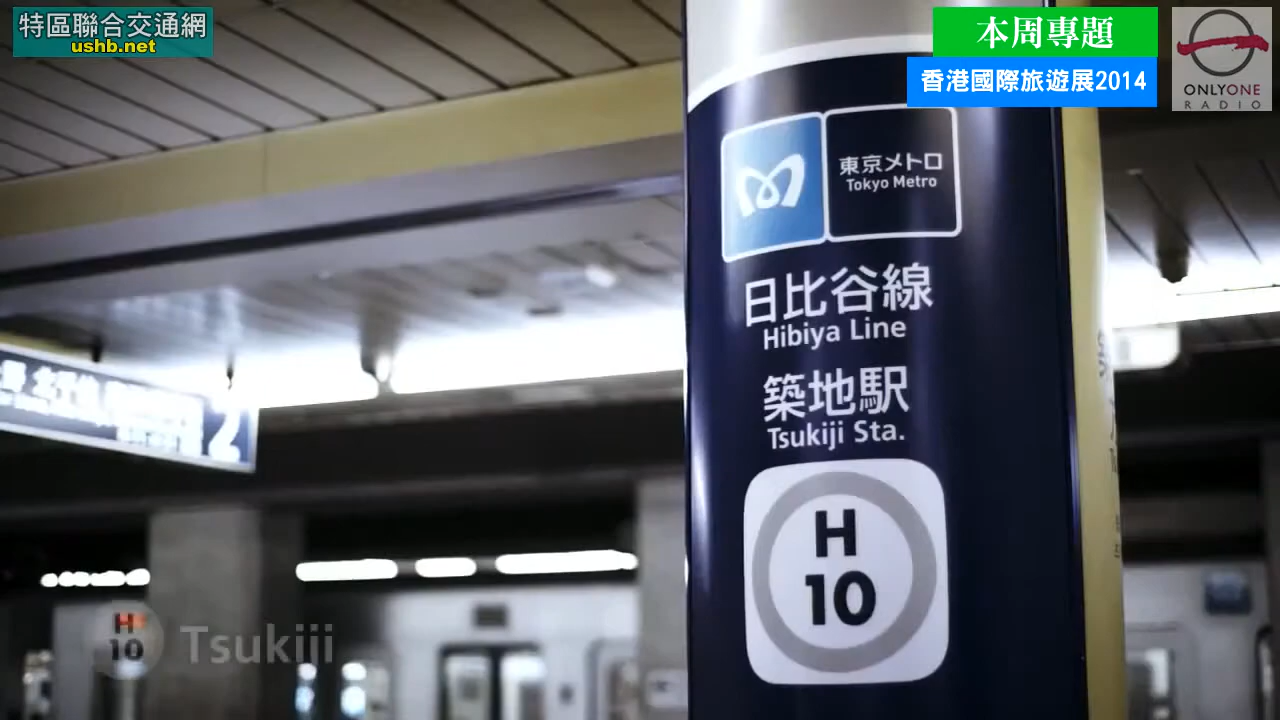 特區聯合交通網
ushb.net
本周專題
香港國際旅遊展2014
ONLYONE
RADIO
東京メトロ
Tokyo Metro
日比谷線
Hibiya Line
築地駅
Tsukiji Sta.
H
10
2
H
10
Tsukiji